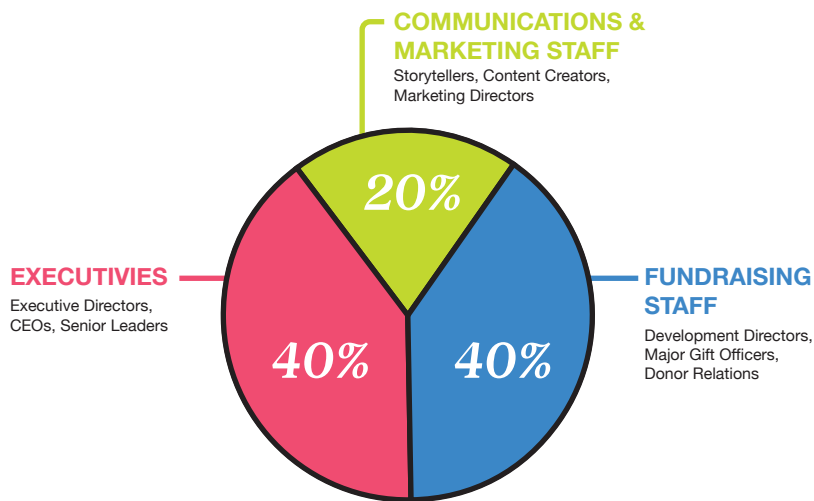 COMMUNICATIONS &
MARKETING STAFF
Storytellers, Content Creators,
Marketing Directors
20%
EXECUTIVIES
Executive Directors,
CEOs, Senior Leaders
40%
40%
FUNDRAISING
STAFF
Development Directors,
Major Gift Officers,
Donor Relations